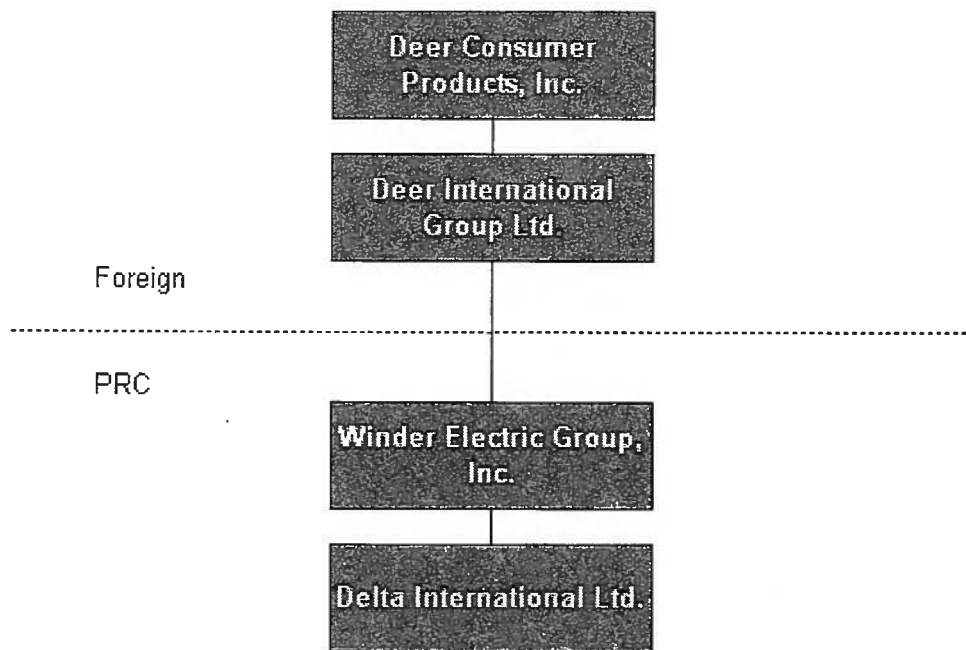 Deer Consumer
Products, Inc.
Deer International
Group Ltd.
Foreign
PRC
Winder Electric Group,
Inc.
Delta International Ltd.